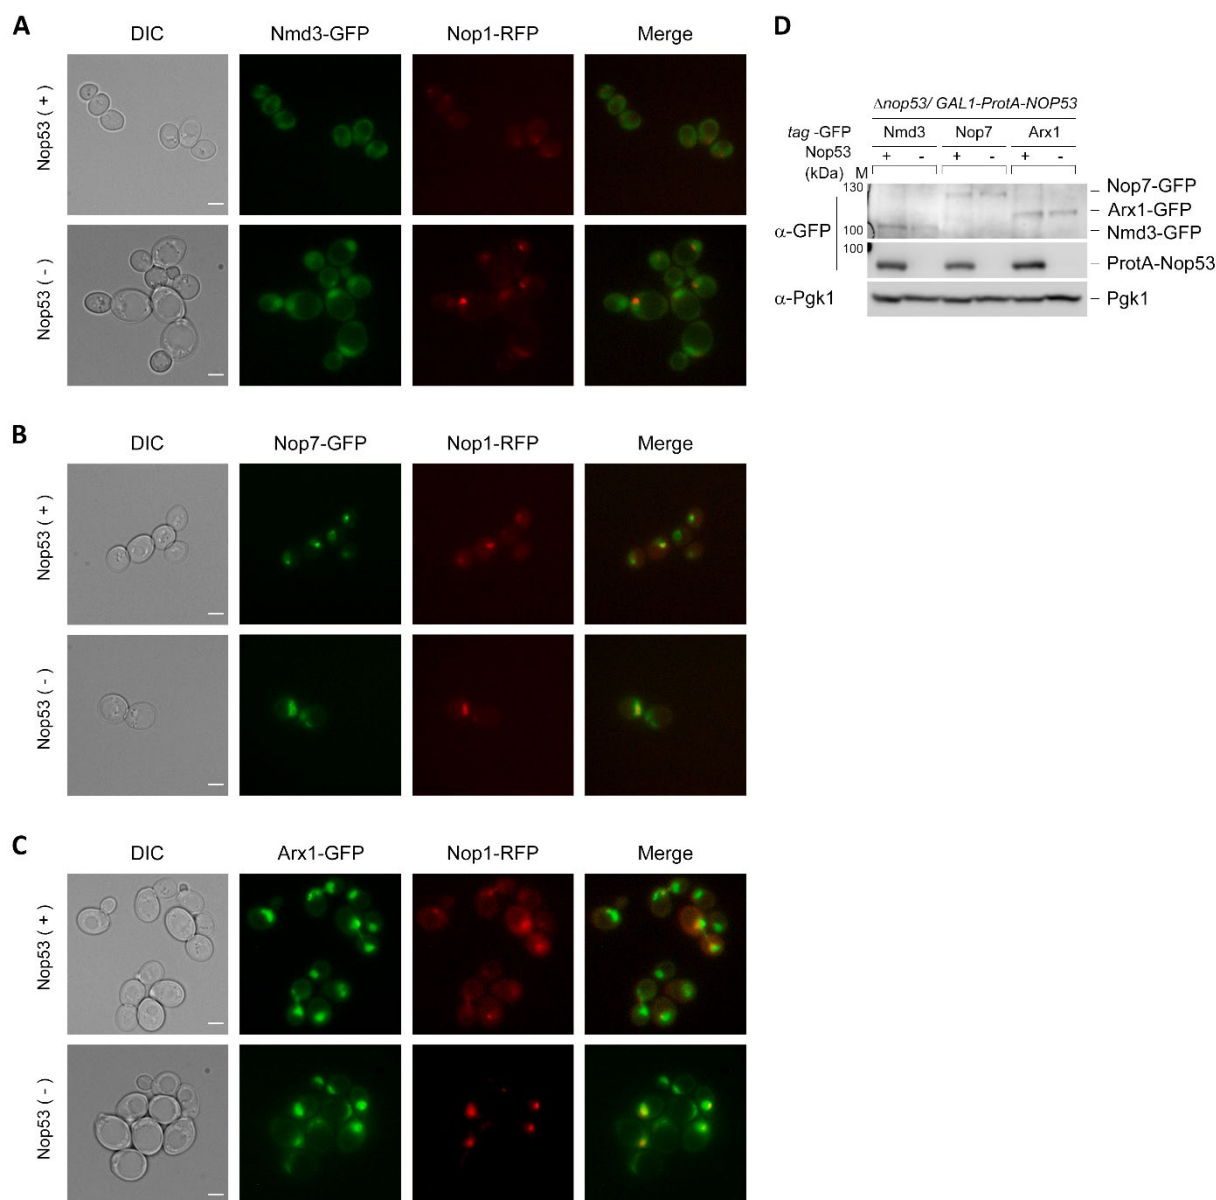 A
DIC Nmd3-GFP Nop1-RFP Merge
Nop53 ( + )
Nop53 ( - )
B
DIC Nop7-GFP Nop1-RFP Merge
Nop53 ( + )
Nop53 ( - )
C
DIC Arx1-GFP Nop1-RFP Merge
Nop53 ( + )
Nop53 ( - )
D
Δnop53/ GAL1-ProtA-NOP53
tag -GFP Nmd3 Nop7 Arx1
Nop53 + - + - + -
(kDa) M
130
Nop7-GFP
Arx1-GFP
α-GFP 100 Nmd3-GFP
100
ProtA-Nop53
α-Pgk1 Pgk1